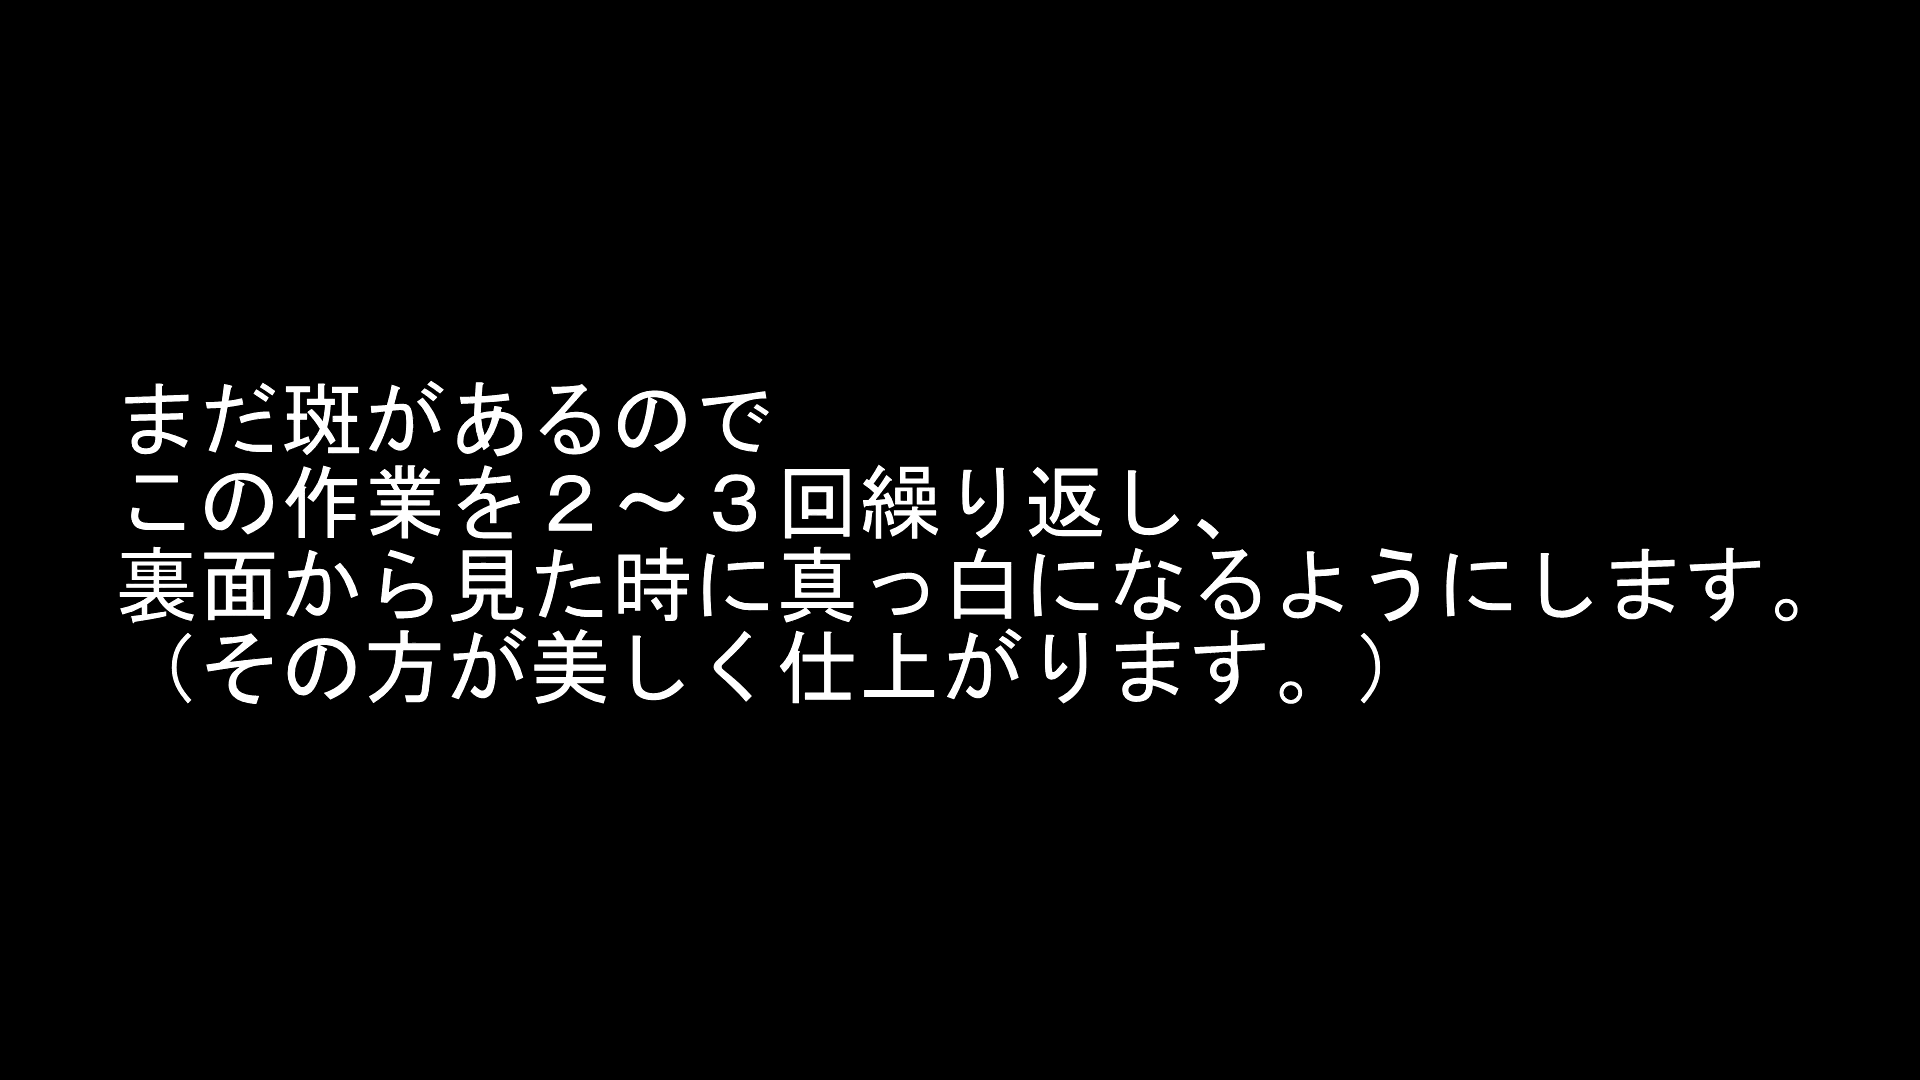 まだ斑があるので
この作業を２～３回繰り返し、
裏面から見た時に真っ白になるようにします。
（その方が美しく仕上がります。）